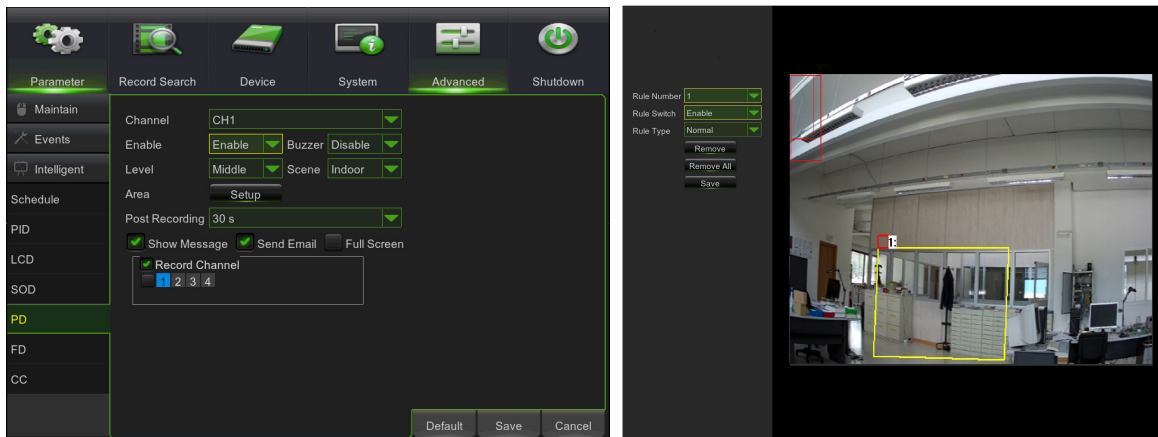 Parameter Record Search Device System Advanced Shutdown
Maintain
Events
Intelligent
Schedule
PID
LCD
SOD
PD
FD
CC
Channel CH1
Enable Enable Buzzer Disable
Level Middle Scene Indoor
Area Setup
Post Recording 30 s
Show Message Send Email Full Screen
Record Channel
1 2 3 4
Default Save Cancel
Rule Number 1
Rule Switch Enable
Rule Type Normal
Remove
Remove All
Save
1: